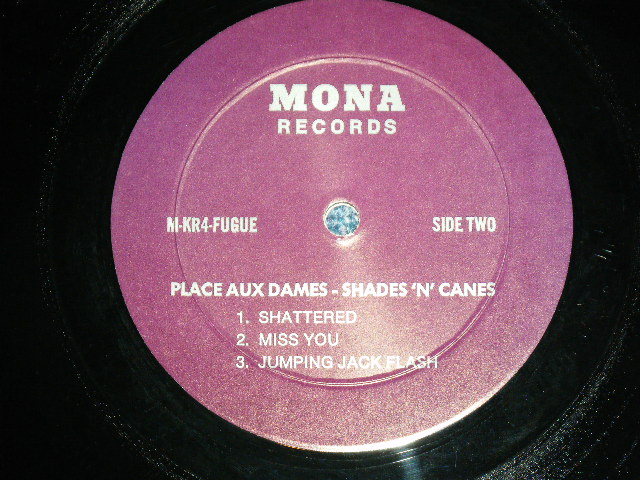 MONA
RECORDS
M-KR4-FUGUE SIDE TWO
PLACE AUX DAMES - SHADES 'N' CANES
1. SHATTERED
2. MISS YOU
3. JUMPING JACK FLASH